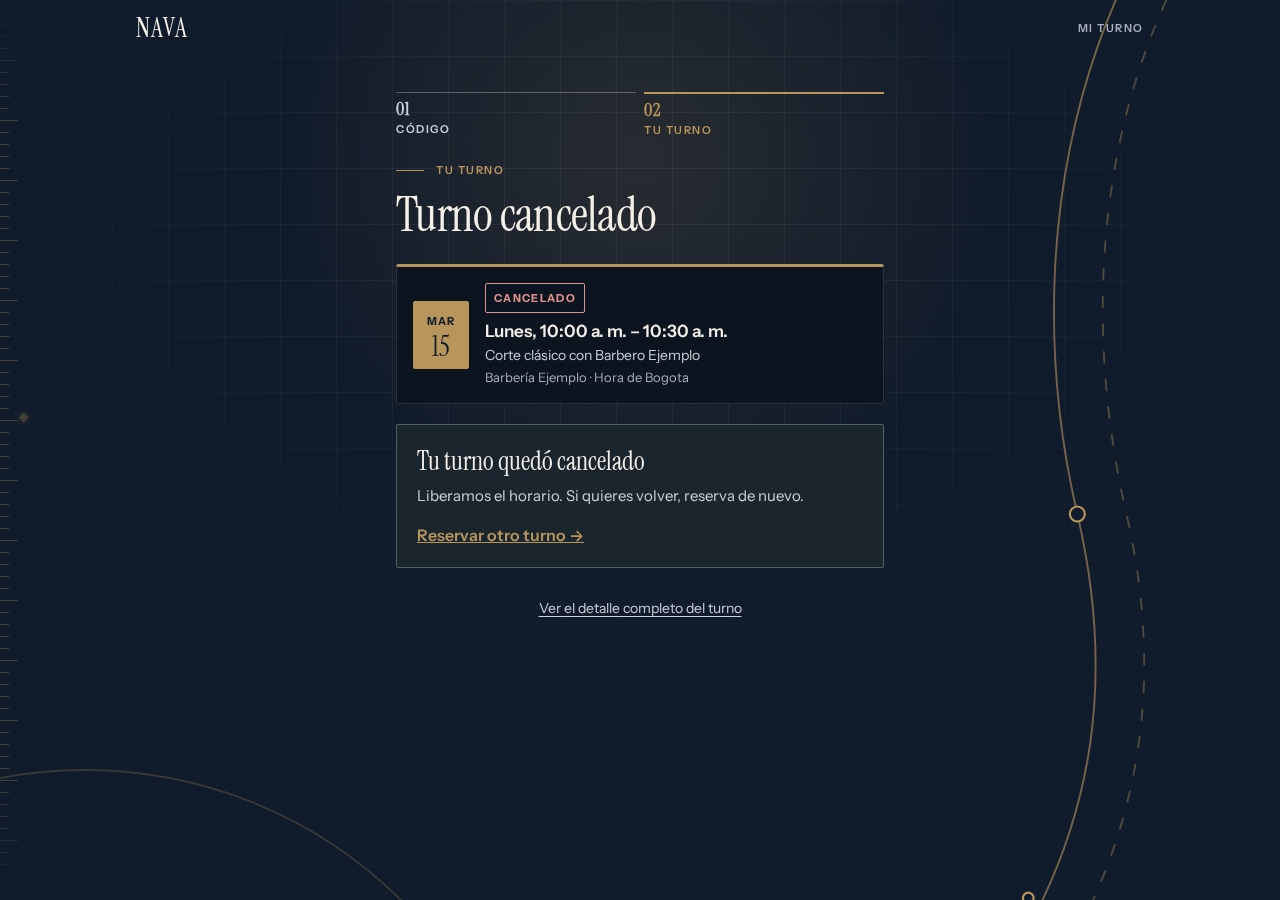 NAVA
MI TURNO
01
CÓDIGO
02
TU TURNO
TU TURNO
Turno cancelado
MAR
15
CANCELADO
Lunes, 10:00 a. m. – 10:30 a. m.
Corte clásico con Barbero Ejemplo
Barbería Ejemplo · Hora de Bogota
Tu turno quedó cancelado
Liberamos el horario. Si quieres volver, reserva de nuevo.
Reservar otro turno →
Ver el detalle completo del turno